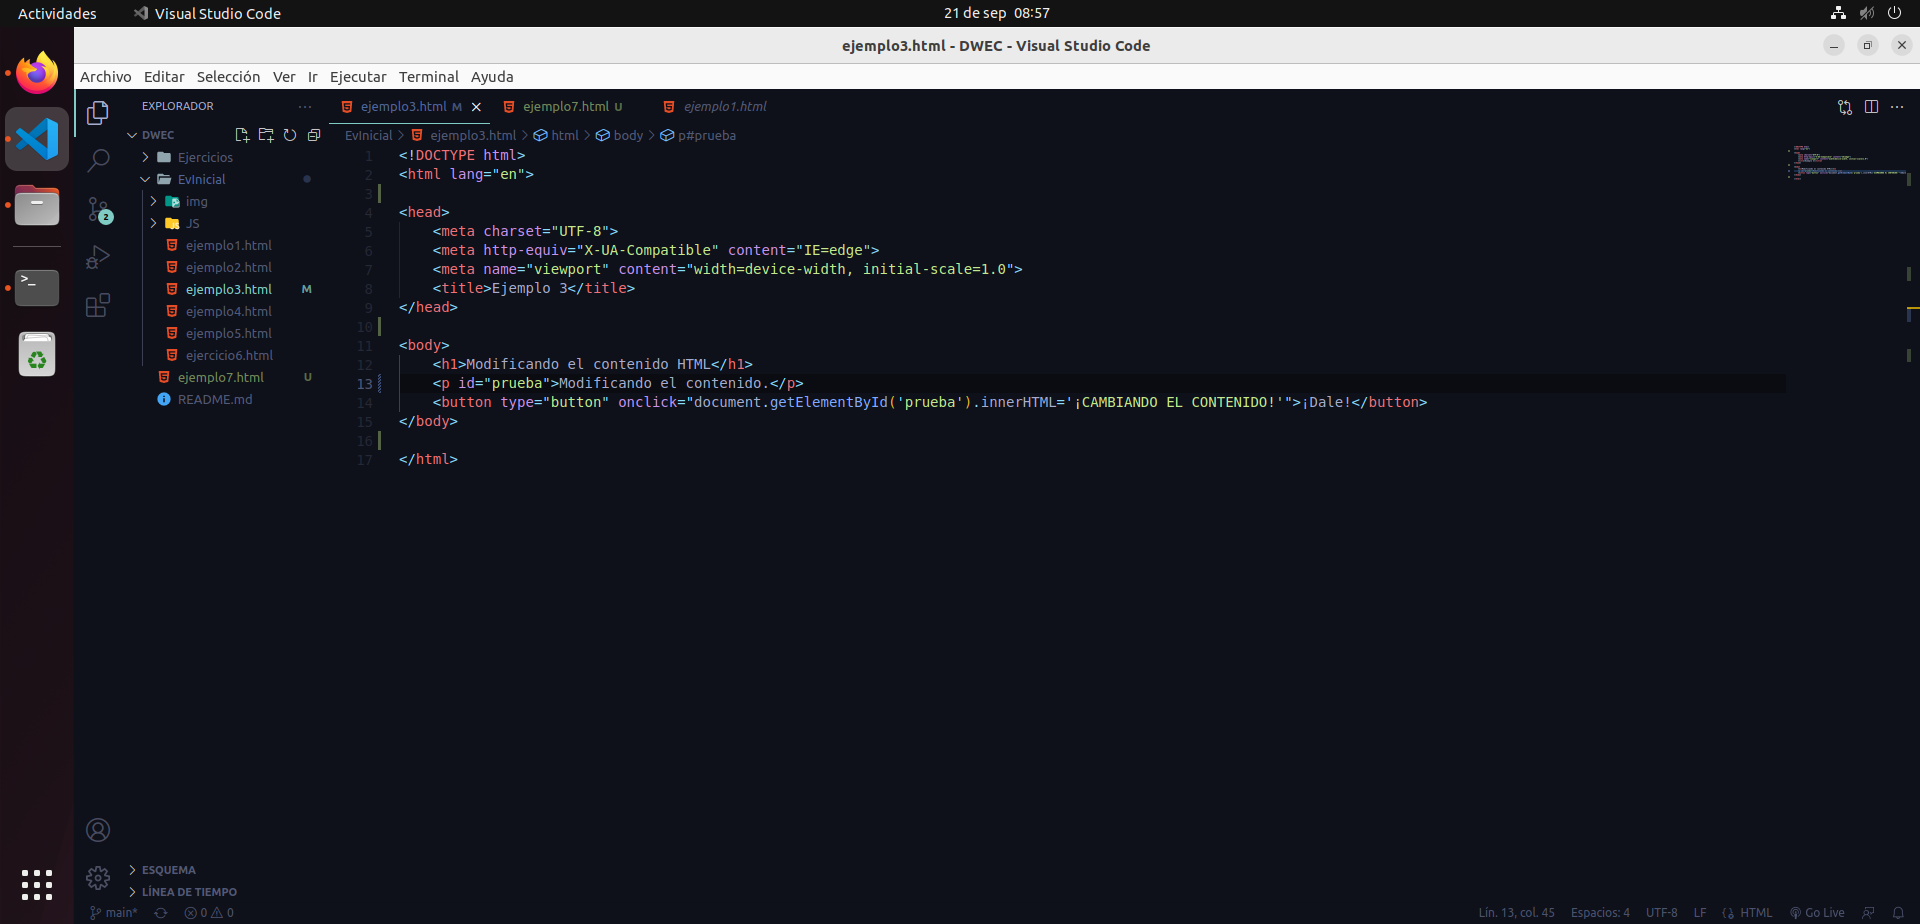 Actividades Visual Studio Code 21 de sep 08:57
ejemplo3.html - DWEC - Visual Studio Code
Archivo Editar Selección Ver Ir Ejecutar Terminal Ayuda
EXPLORADOR ··· ejemplo3.html M ejemplo7.html U ejemplo1.html
DWEC
Ejercicios
EvInicial
img
JS
ejemplo1.html
ejemplo2.html
ejemplo3.html M
ejemplo4.html
ejemplo5.html
ejercicio6.html
ejemplo7.html U
README.md
2
ESQUEMA
LÍNEA DE TIEMPO
EvInicial > ejemplo3.html > html > body > p#prueba
1 <!DOCTYPE html>
2 <html lang="en">
3
4 <head>
5 <meta charset="UTF-8">
6 <meta http-equiv="X-UA-Compatible" content="IE=edge">
7 <meta name="viewport" content="width=device-width, initial-scale=1.0">
8 <title>Ejemplo 3</title>
9 </head>
10
11 <body>
12 <h1>Modificando el contenido HTML</h1>
13 <p id="prueba">Modificando el contenido.</p>
14 <button type="button" onclick="document.getElementById('prueba').innerHTML='¡CAMBIANDO EL CONTENIDO!'">¡Dale!</button>
15 </body>
16
17 </html>
main* 0 0 Lín. 13, col. 45 Espacios: 4 UTF-8 LF HTML Go Live